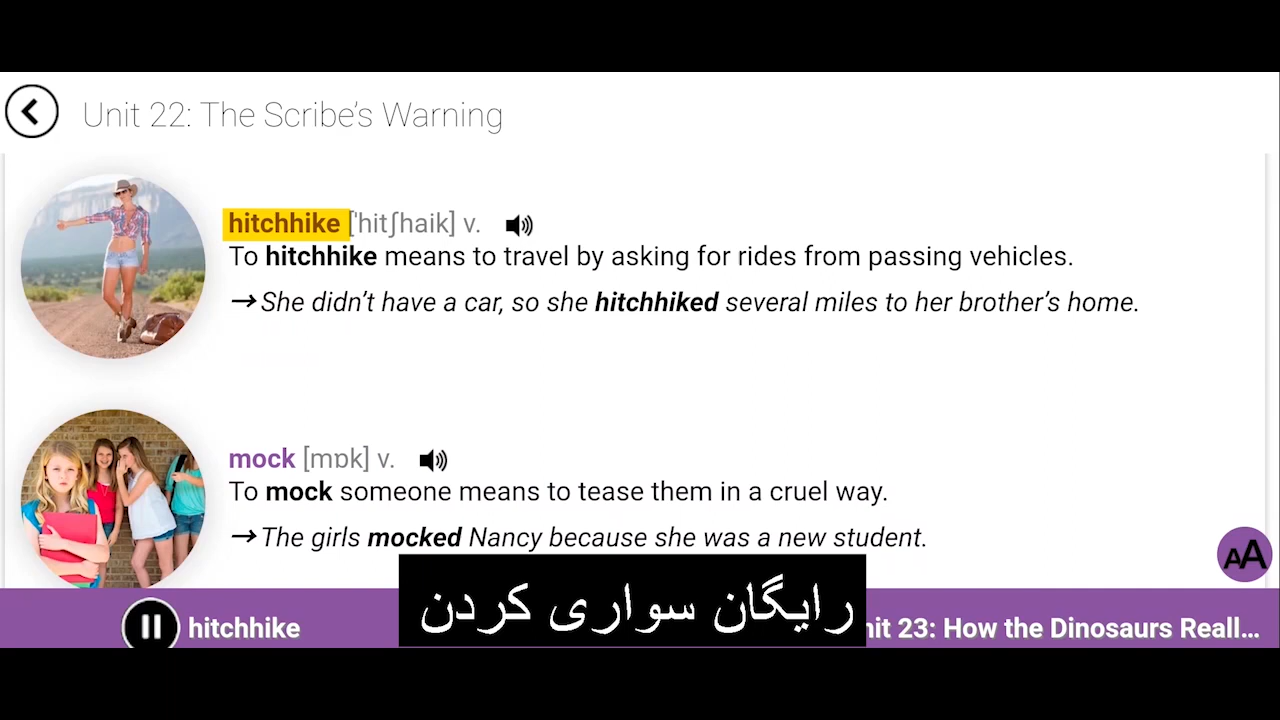 Unit 22: The Scribe’s Warning
hitchhike [ˈhitʃhaik] v.
To hitchhike means to travel by asking for rides from passing vehicles.
→ She didn’t have a car, so she hitchhiked several miles to her brother’s home.
mock [mɒk] v.
To mock someone means to tease them in a cruel way.
→ The girls mocked Nancy because she was a new student.
AA
رایگان سواری کردن
hitchhike
nit 23: How the Dinosaurs Reall...